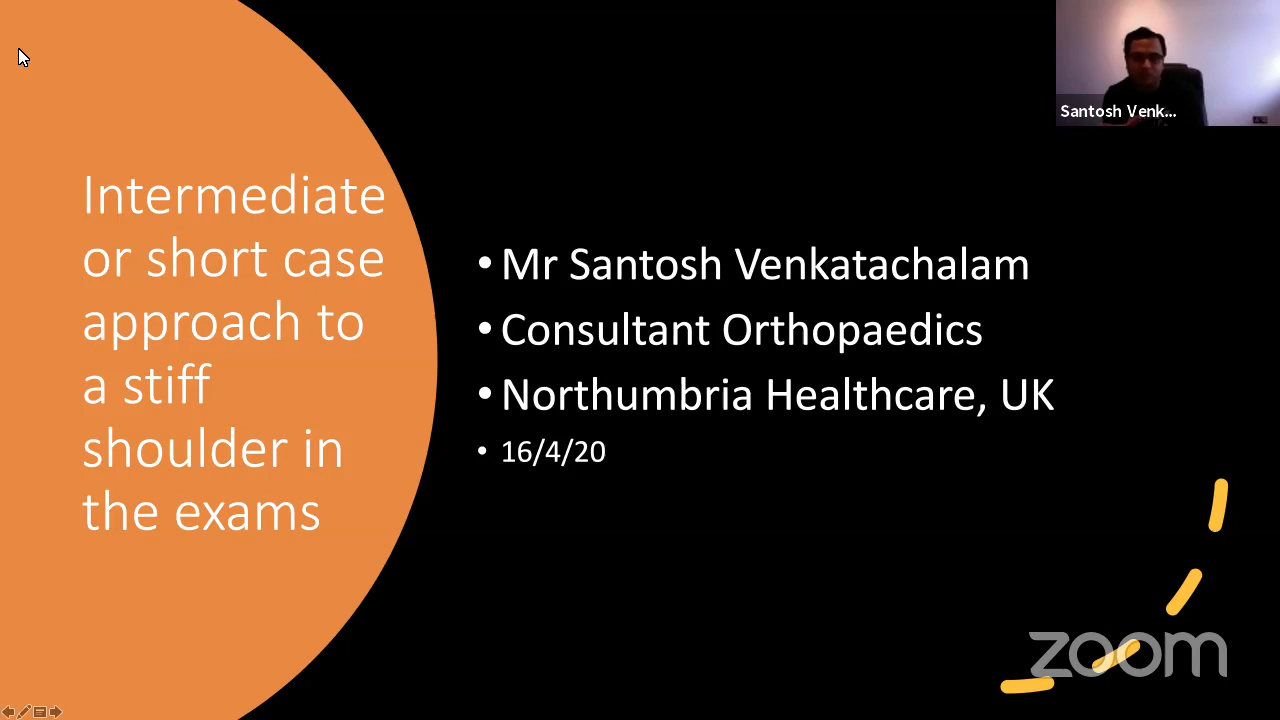 Santosh Venk...
Intermediate
or short case
approach to
a stiff
shoulder in
the exams
• Mr Santosh Venkatachalam
• Consultant Orthopaedics
• Northumbria Healthcare, UK
• 16/4/20
zoom